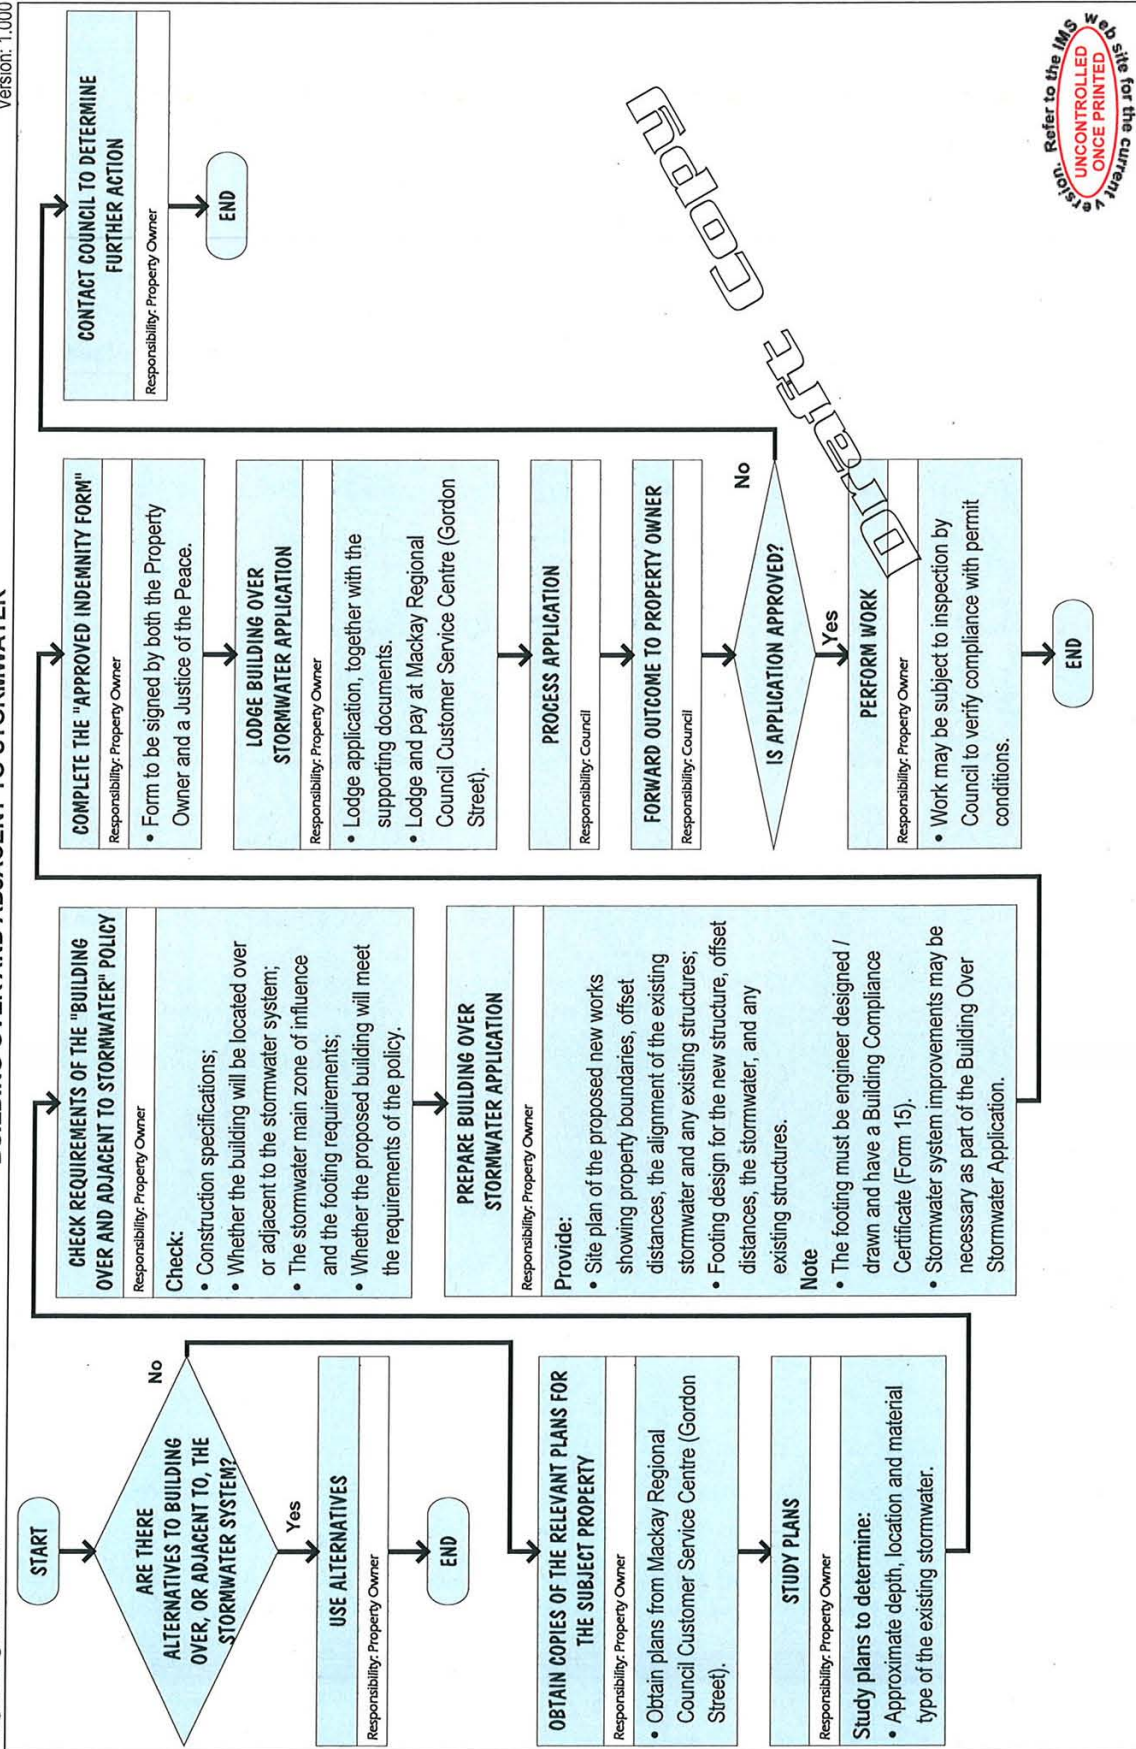 Version: 1.000
BUILDING OVER AND ADJACENT TO STORMWATER
START
ARE THERE
ALTERNATIVES TO BUILDING
OVER, OR ADJACENT TO, THE
STORMWATER SYSTEM?
No
Yes
USE ALTERNATIVES
Responsibility: Property Owner
END
OBTAIN COPIES OF THE RELEVANT PLANS FOR
THE SUBJECT PROPERTY
Responsibility: Property Owner
• Obtain plans from Mackay Regional
Council Customer Service Centre (Gordon
Street).
STUDY PLANS
Responsibility: Property Owner
Study plans to determine:
• Approximate depth, location and material
type of the existing stormwater.
CHECK REQUIREMENTS OF THE "BUILDING
OVER AND ADJACENT TO STORMWATER" POLICY
Responsibility: Property Owner
Check:
• Construction specifications;
• Whether the building will be located over
or adjacent to the stormwater system;
• The stormwater main zone of influence
and the footing requirements;
• Whether the proposed building will meet
the requirements of the policy.
PREPARE BUILDING OVER
STORMWATER APPLICATION
Responsibility: Property Owner
Provide:
• Site plan of the proposed new works
showing property boundaries, offset
distances, the alignment of the existing
stormwater and any existing structures;
• Footing design for the new structure, offset
distances, the stormwater, and any
existing structures.
Note
• The footing must be engineer designed /
drawn and have a Building Compliance
Certificate (Form 15).
• Stormwater system improvements may be
necessary as part of the Building Over
Stormwater Application.
COMPLETE THE "APPROVED INDEMNITY FORM"
Responsibility: Property Owner
• Form to be signed by both the Property
Owner and a Justice of the Peace.
LODGE BUILDING OVER
STORMWATER APPLICATION
Responsibility: Property Owner
• Lodge application, together with the
supporting documents.
• Lodge and pay at Mackay Regional
Council Customer Service Centre (Gordon
Street).
PROCESS APPLICATION
Responsibility: Council
FORWARD OUTCOME TO PROPERTY OWNER
Responsibility: Council
IS APPLICATION APPROVED?
No
Yes
PERFORM WORK
Responsibility: Property Owner
• Work may be subject to inspection by
Council to verify compliance with permit
conditions.
END
CONTACT COUNCIL TO DETERMINE
FURTHER ACTION
Responsibility: Property Owner
END
Draft Copy
Refer to the IMS Web site for the current version.
UNCONTROLLED
ONCE PRINTED